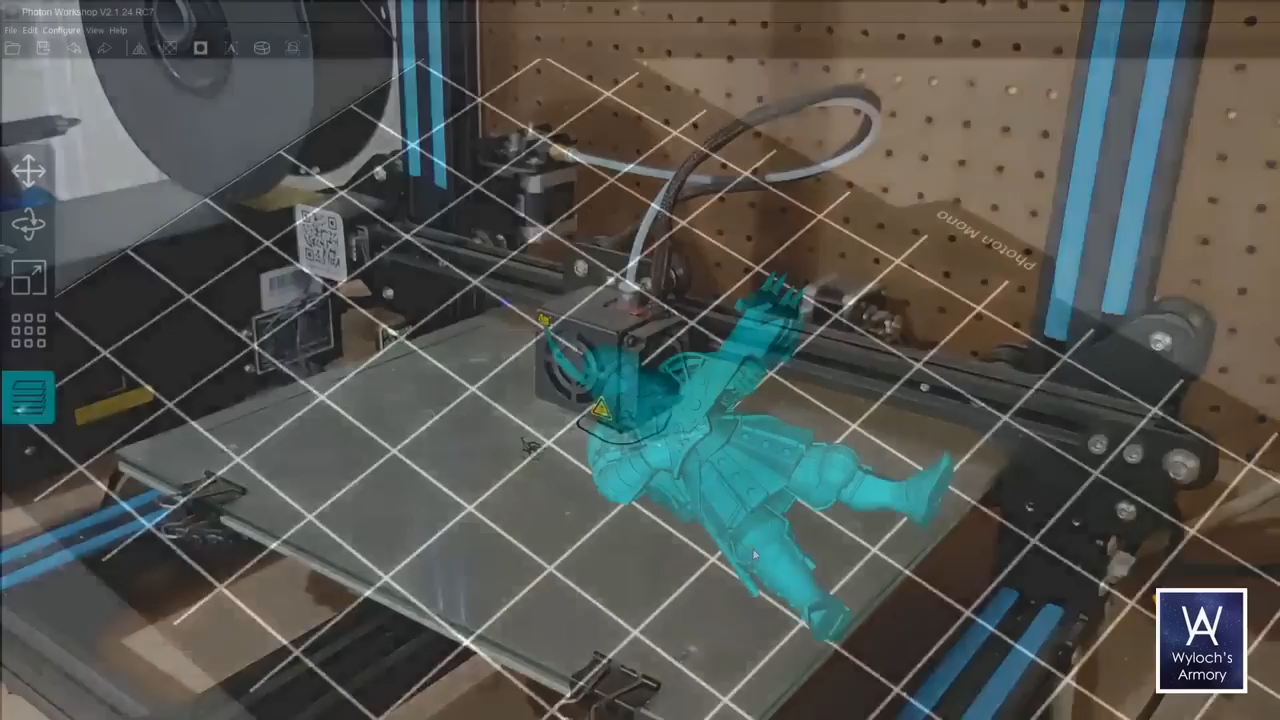 Photon Workshop V2.1.24.RC7
File Edit Configure View Help
Photon Mono
Wyloch's
Armory